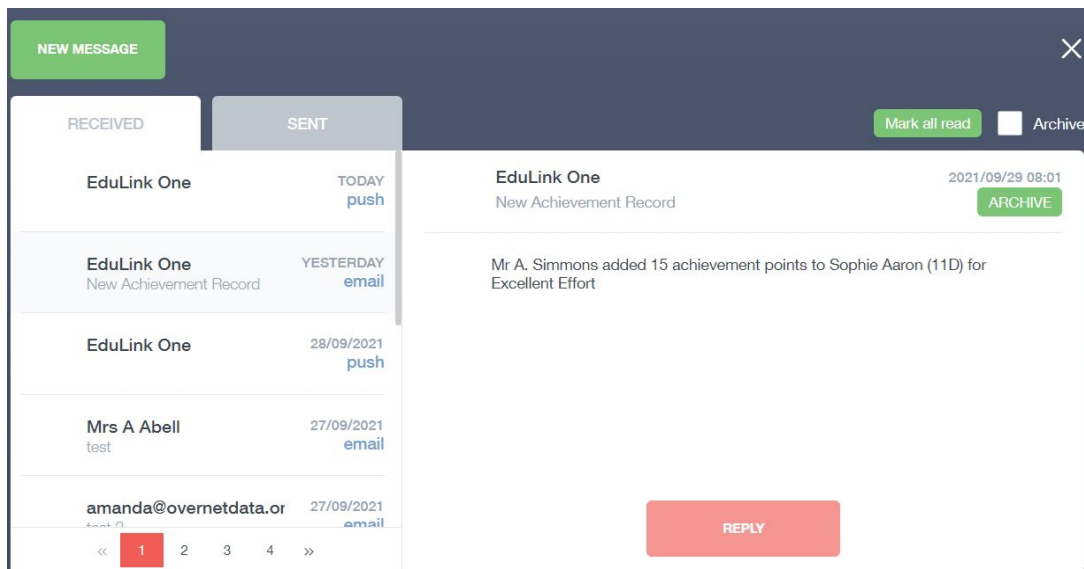 NEW MESSAGE
RECEIVED
SENT
Mark all read
Archive
EduLink One
TODAY
push
EduLink One
YESTERDAY
New Achievement Record
email
EduLink One
28/09/2021
push
Mrs A Abell
27/09/2021
test
email
amanda@overnetdata.or
27/09/2021
test 2
email
« 1 2 3 4 »
EduLink One
2021/09/29 08:01
New Achievement Record
ARCHIVE
Mr A. Simmons added 15 achievement points to Sophie Aaron (11D) for
Excellent Effort
REPLY